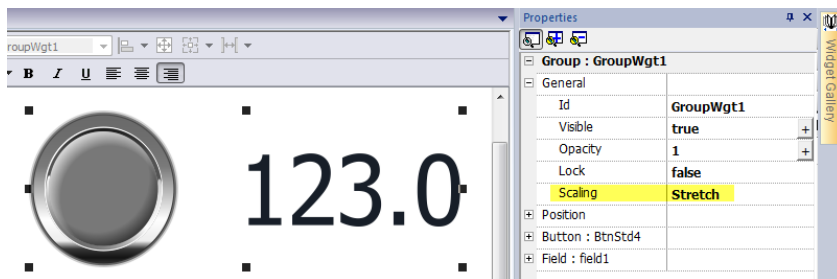 Properties
GroupWgt1
B I U
Group : GroupWgt1
General
Id GroupWgt1
Visible true +
Opacity 1 +
Lock false
Scaling Stretch
Position
Button : BtnStd4
Field : field1
Widget Gallery
123.0